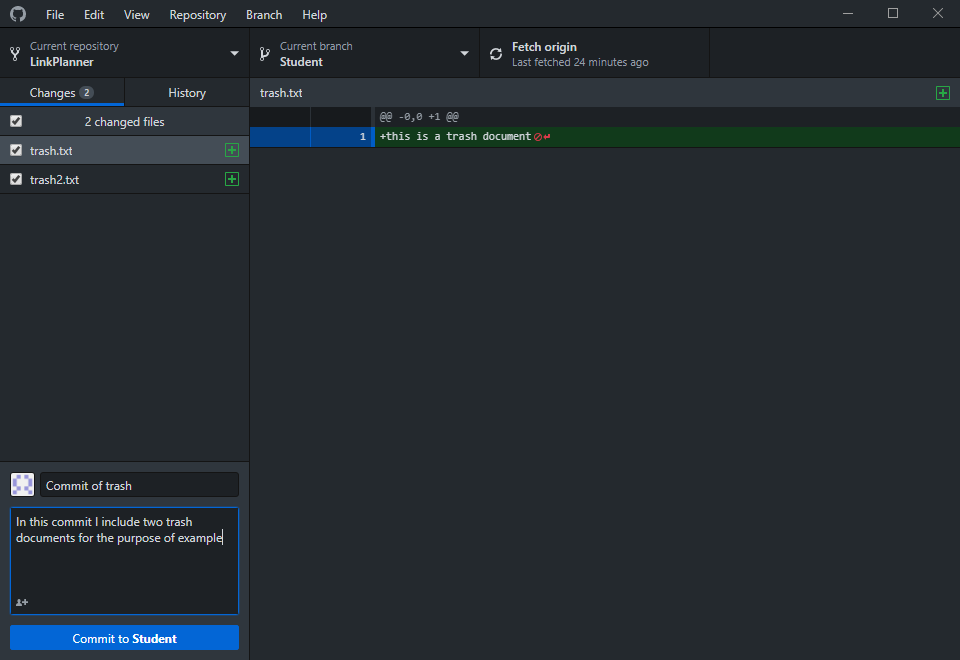 File Edit View Repository Branch Help
Current repository
LinkPlanner
Current branch
Student
Fetch origin
Last fetched 24 minutes ago
Changes 2 History
2 changed files
trash.txt
trash2.txt
trash.txt
@@ -0,0 +1 @@
1 +this is a trash document
Commit of trash
In this commit I include two trash
documents for the purpose of example
Commit to Student